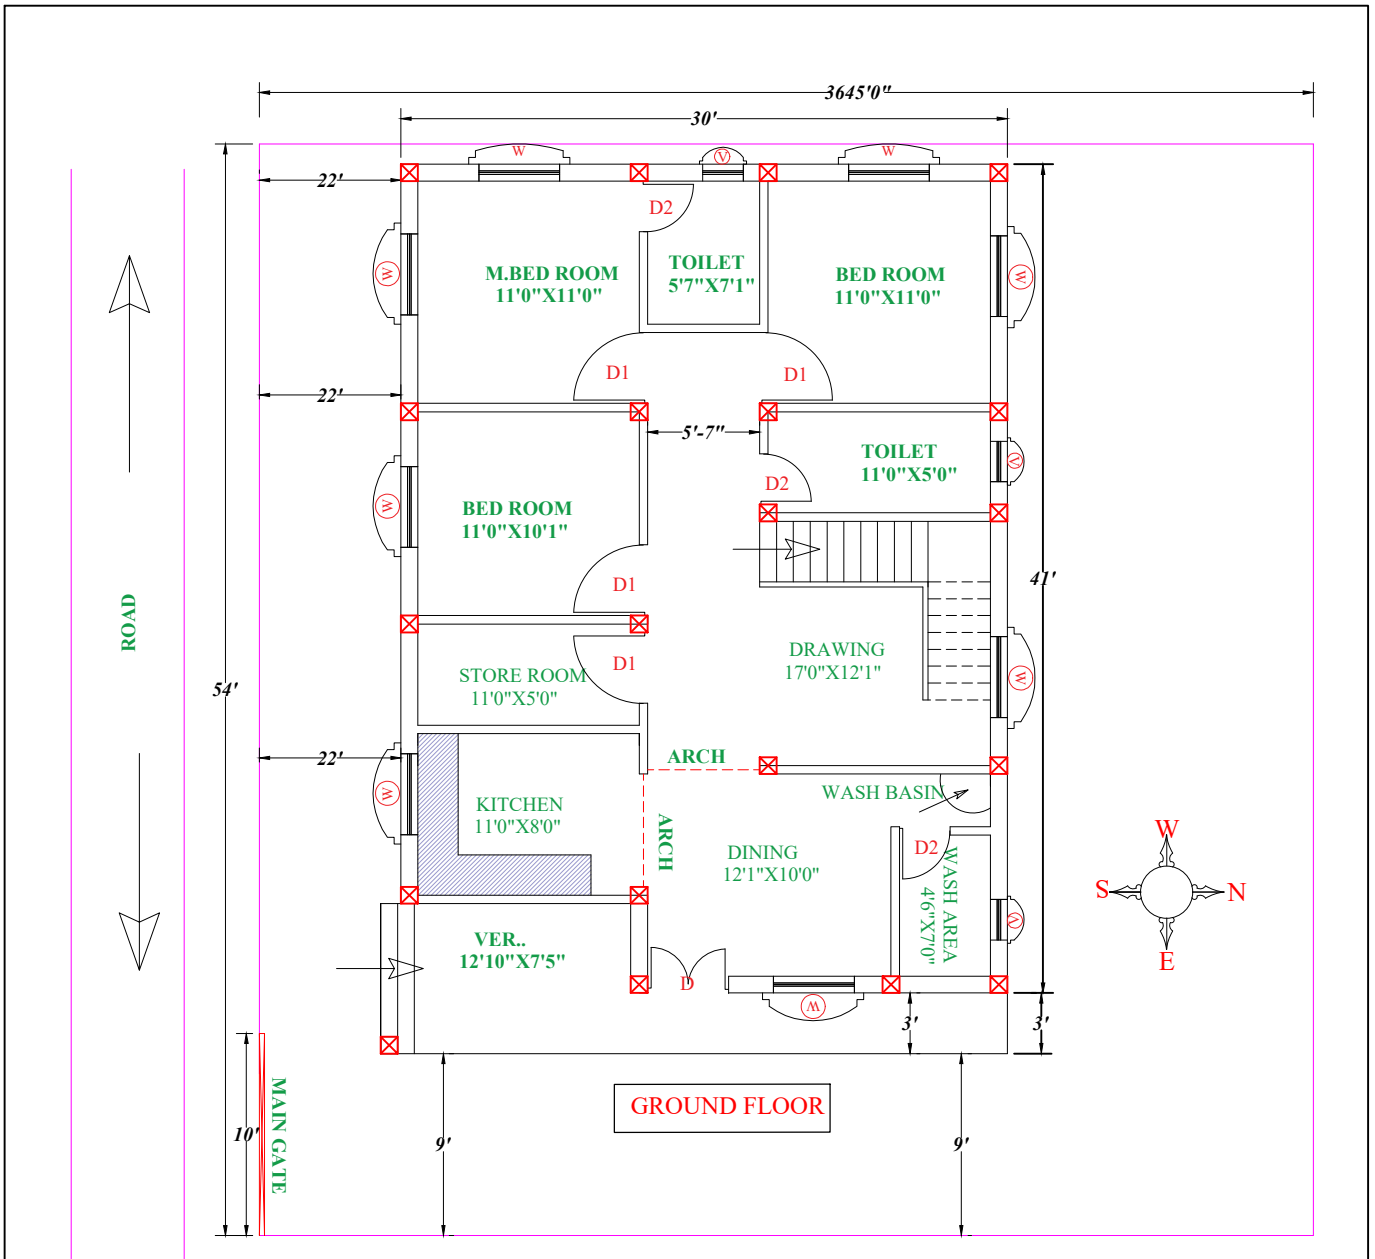 3645'0"
30'
W
V
W
22'
D2
M.BED ROOM
11'0"X11'0"
TOILET
5'7"X7'1"
BED ROOM
11'0"X11'0"
W
W
D1
D1
22'
5'-7"
TOILET
11'0"X5'0"
V
D2
BED ROOM
11'0"X10'1"
W
D1
41'
ROAD
STORE ROOM
11'0"X5'0"
D1
DRAWING
17'0"X12'1"
W
54'
22'
ARCH
W
KITCHEN
11'0"X8'0"
ARCH
WASH BASIN
DINING
12'1"X10'0"
D2
WASH AREA
4'6"X7'0"
V
W
S
N
E
VER..
12'10"X7'5"
D
W
3'
3'
MAIN GATE
10'
9'
9'
GROUND FLOOR